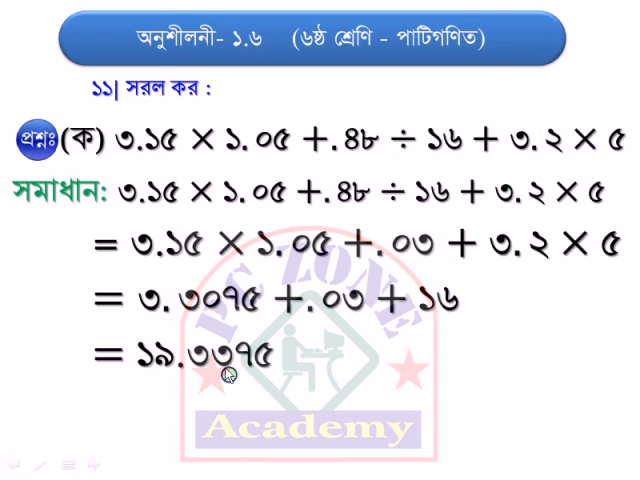 অনুশীলনী- ১.৬ (৬ষ্ঠ শ্রেণি - পাটিগণিত)
১১| সরল কর :
প্রশ্নঃ (ক) ৩.১৫ × ১.০৫ +.৪৮ ÷ ১৬ + ৩.২ × ৫
সমাধান: ৩.১৫ × ১.০৫ +.৪৮ ÷ ১৬ + ৩.২ × ৫
= ৩.১৫ × ১.০৫ +.০৩ + ৩.২ × ৫
= ৩.৩০৭৫ +.০৩ + ১৬
= ১৯.৩৩৭৫
PC ZONE
Academy